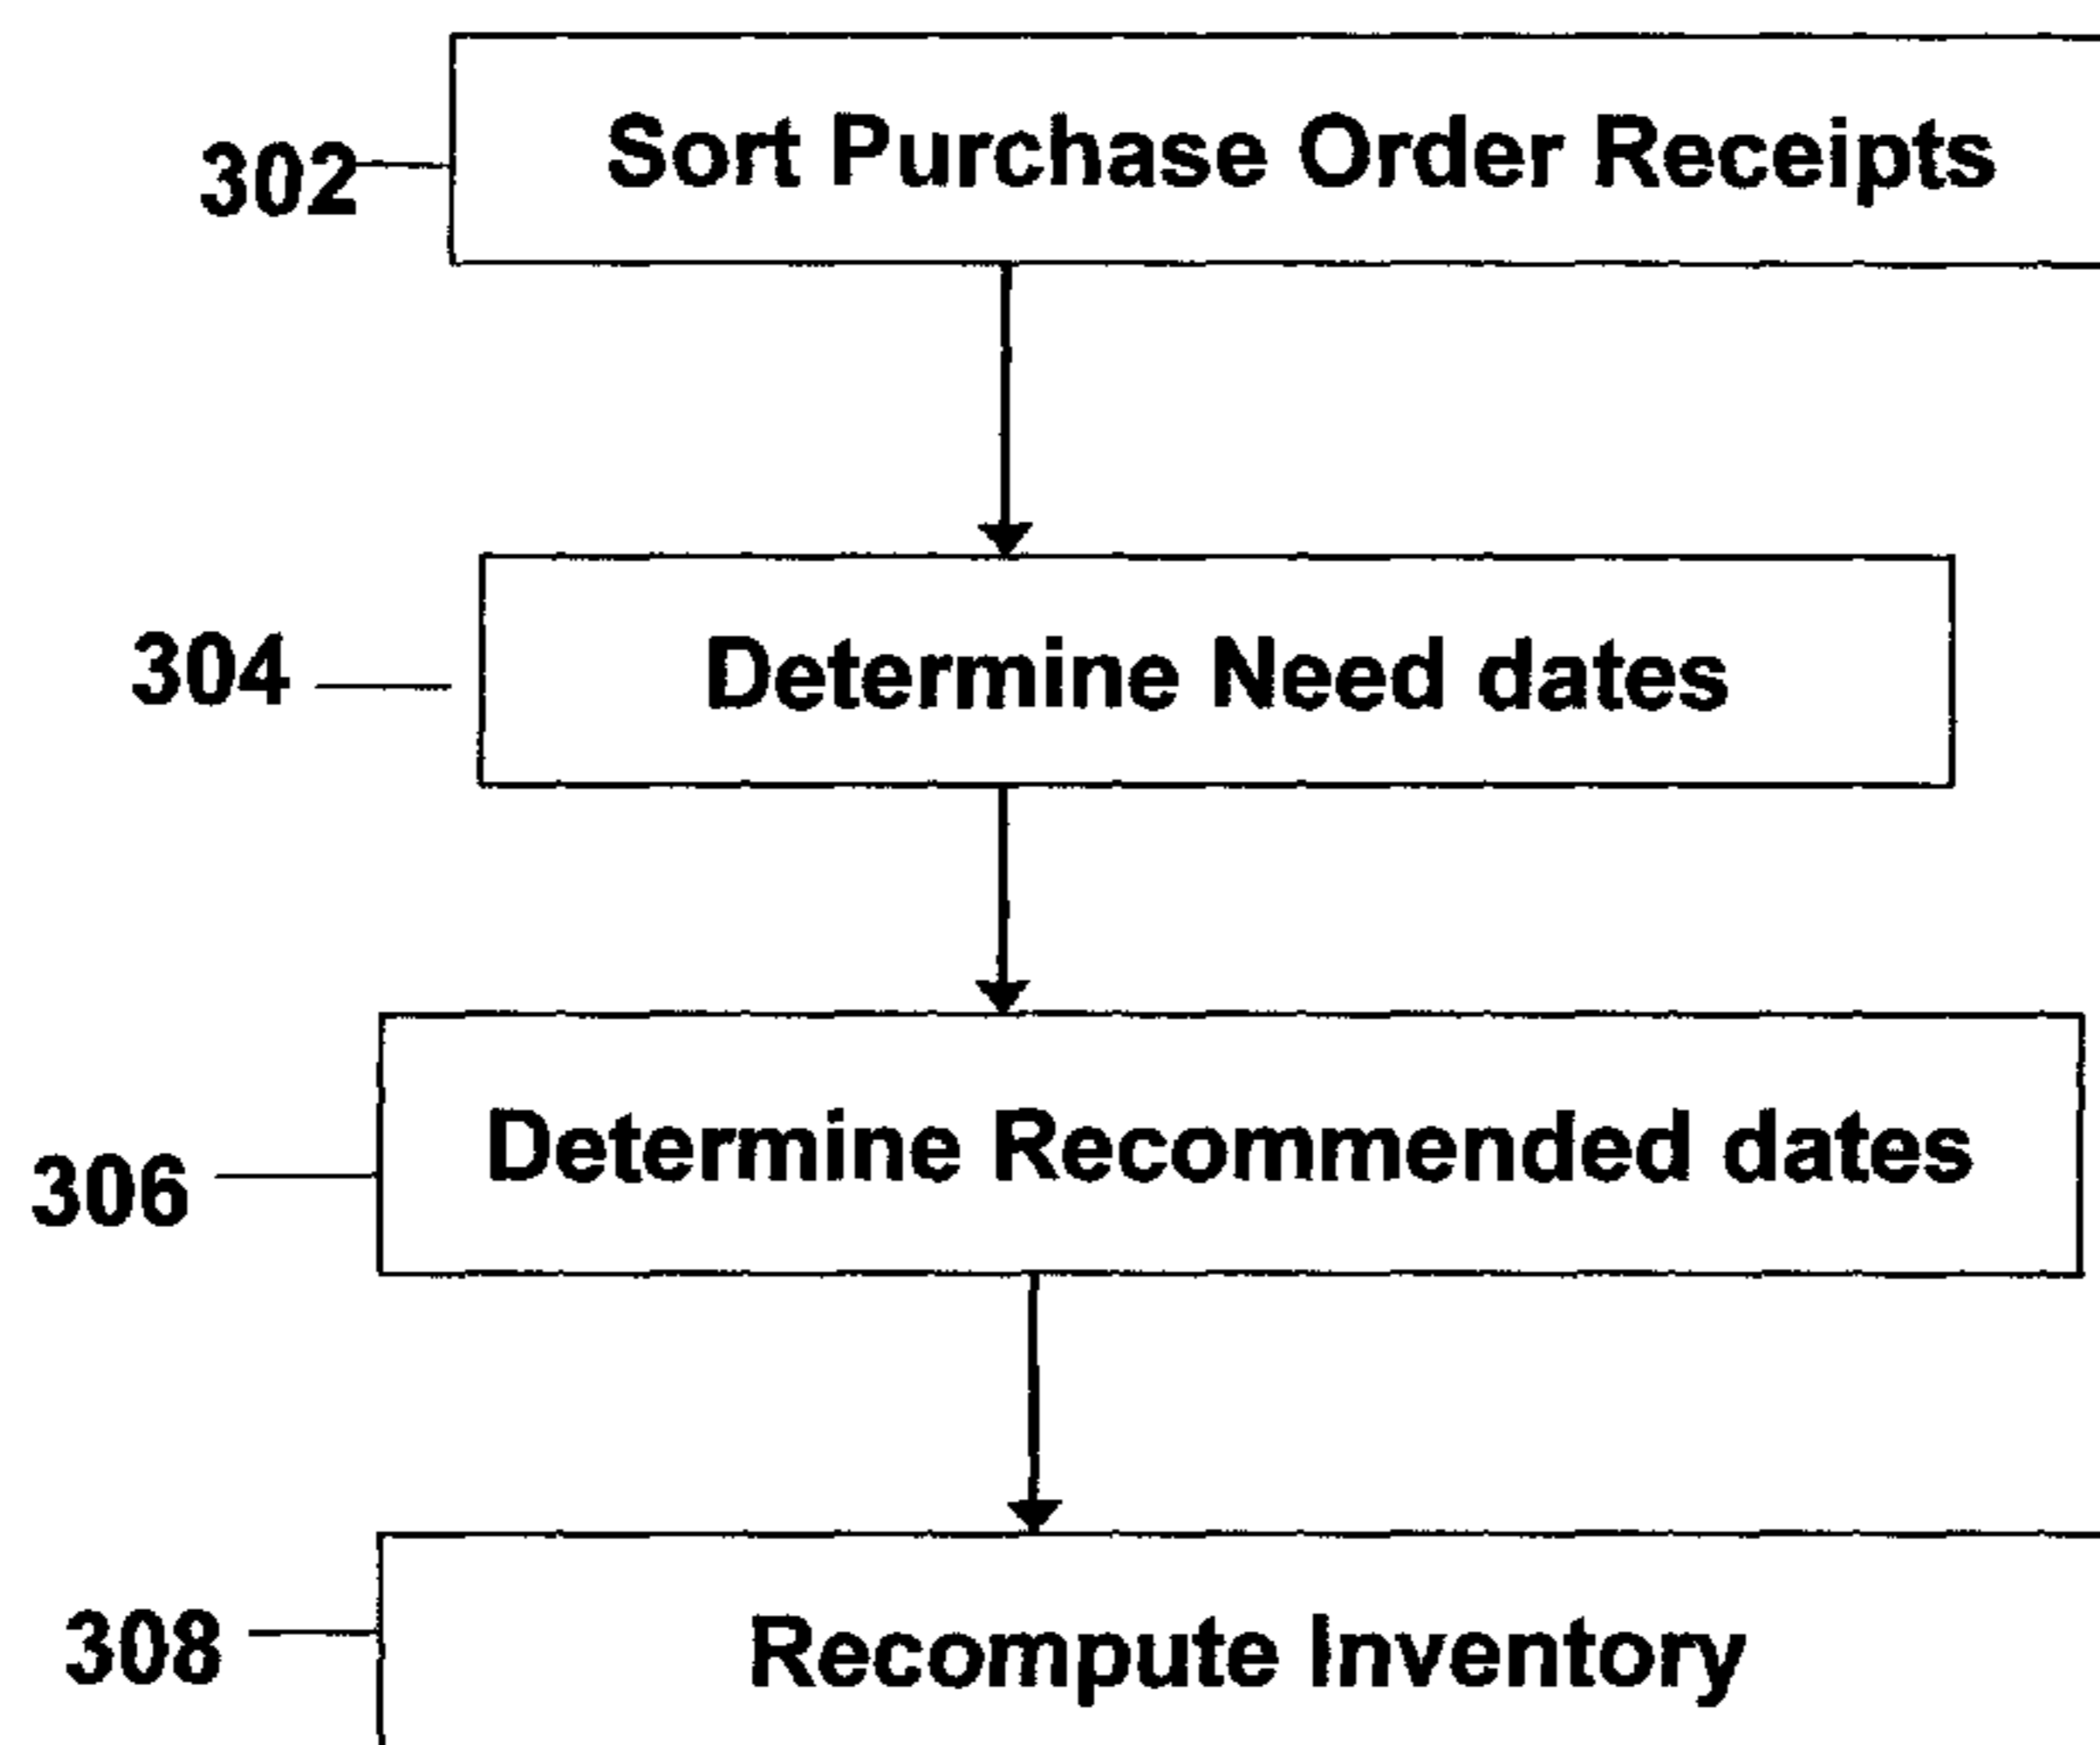 302 Sort Purchase Order Receipts
304 Determine Need dates
306 Determine Recommended dates
308 Recompute Inventory